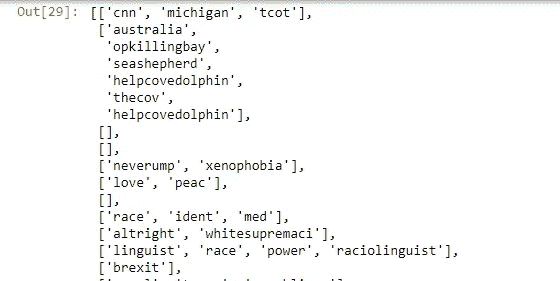 Out[29]: [['cnn', 'michigan', 'tcot'],
['australia',
'opkillingbay',
'seashepherd',
'helpcovedolphin',
'thecov',
'helpcovedolphin'],
[],
[],
['neverump', 'xenophobia'],
['love', 'peac'],
[],
['race', 'ident', 'med'],
['altright', 'whitesupremaci'],
['linguist', 'race', 'power', 'raciolinguist'],
['brexit'],